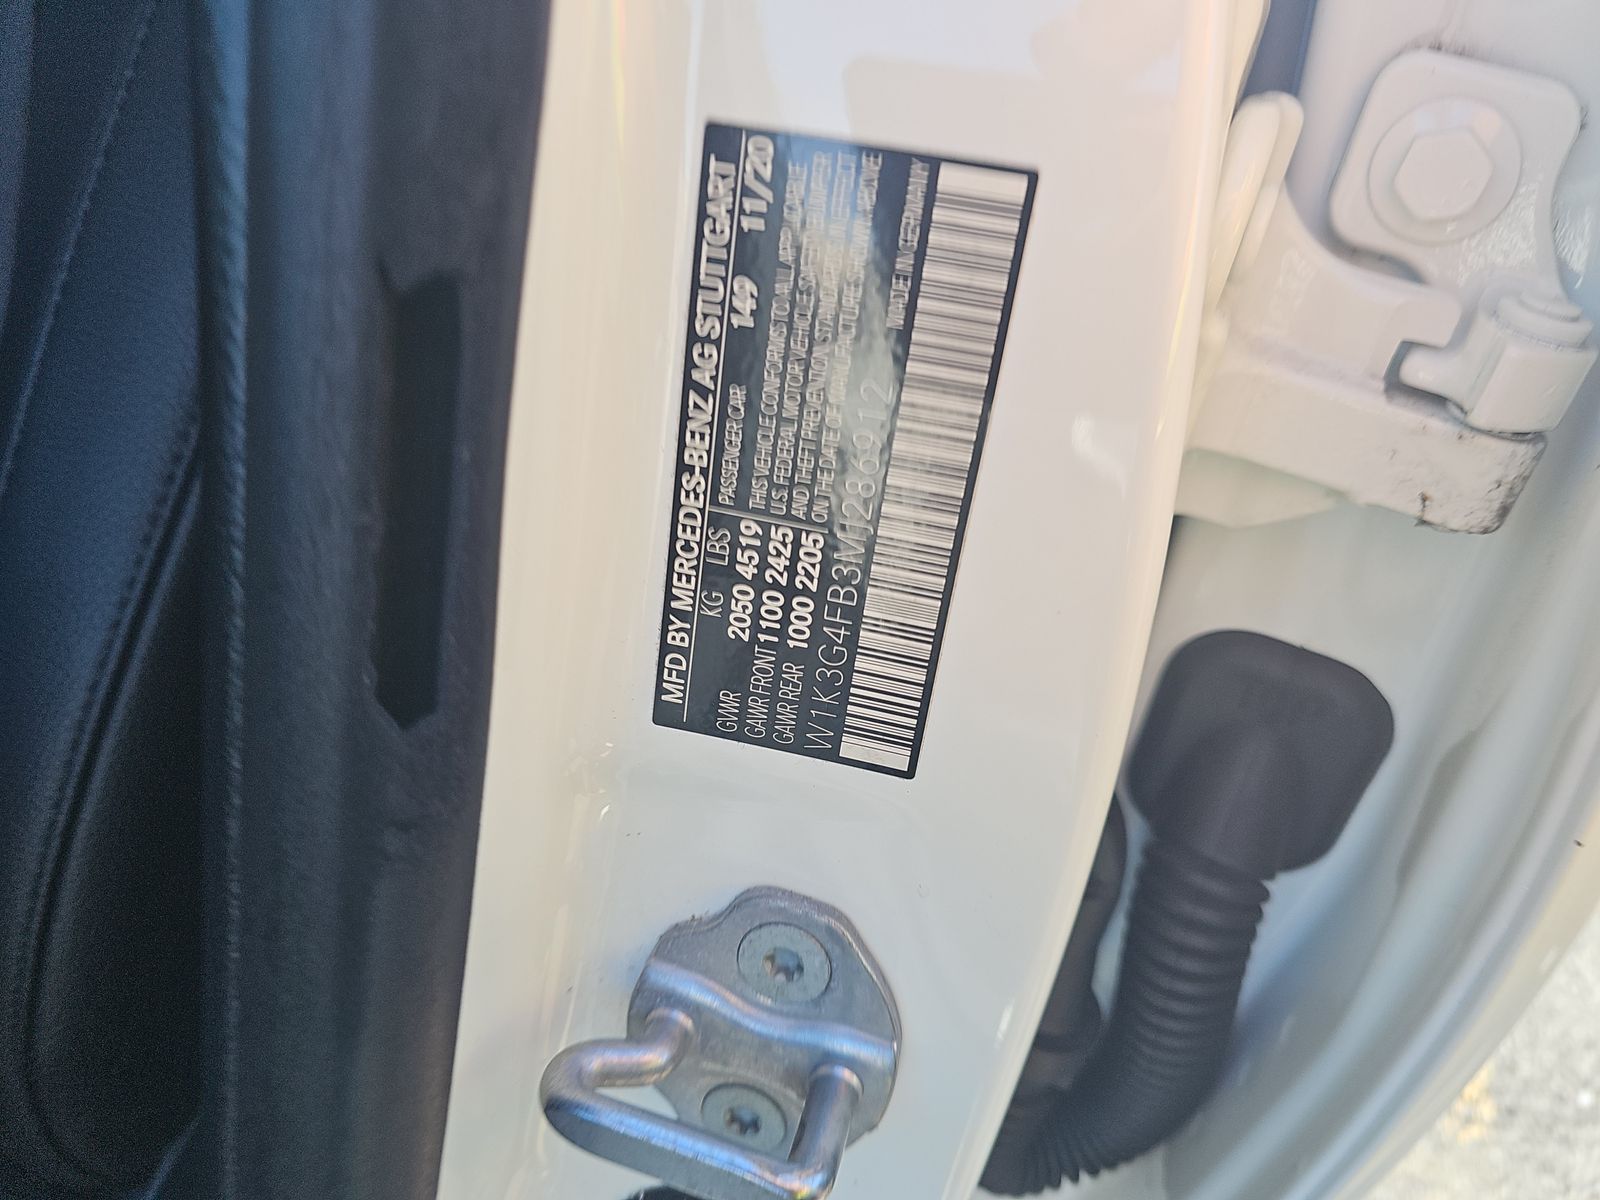 MFD BY MERCEDES-BENZ AG STUTTGART
KG LBS PASSENGER CAR 149 11/20
GVWR 2050 4519 THIS VEHICLE CONFORMS TO ALL APPLICABLE
GAWR FRONT 1100 2425 U.S. FEDERAL MOTOR VEHICLE SAFETY, BUMPER
GAWR REAR 1000 2205 AND THEFT PREVENTION STANDARDS IN EFFECT
ON THE DATE OF MANUFACTURE SHOWN ABOVE
W1K3G4FB3MJ286912 MADE IN GERMANY